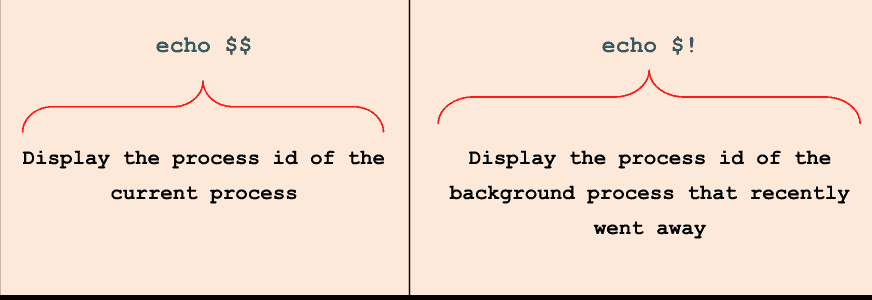 echo $$
Display the process id of the
current process
echo $!
Display the process id of the
background process that recently
went away